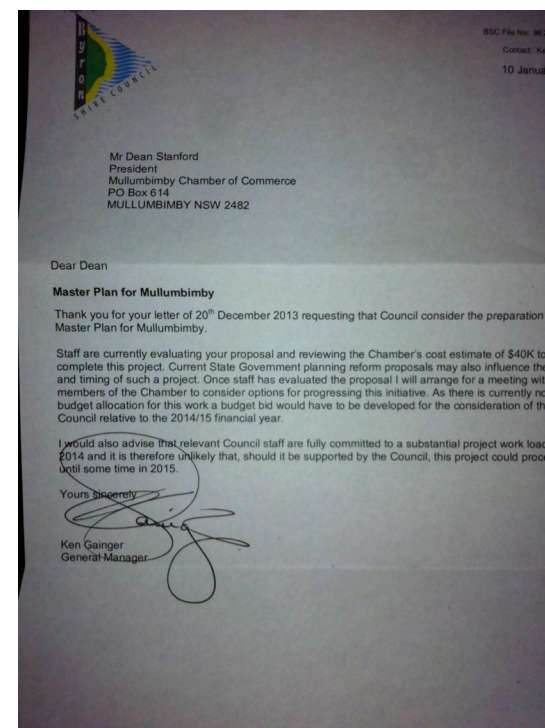 Byron
SHIRE COUNCIL
BSC File No:
Contact:
10
Mr Dean Stanford
President
Mullumbimby Chamber of Commerce
PO Box 614
MULLUMBIMBY NSW 2482
Dear Dean
Master Plan for Mullumbimby
Thank you for your letter of 20th December 2013 requesting that Council consider the preparation
Master Plan for Mullumbimby.
Staff are currently evaluating your proposal and reviewing the Chamber's cost estimate of $40K to
complete this project. Current State Government planning reform proposals may also influence the
and timing of such a project. Once staff has evaluated the proposal I will arrange for a meeting
members of the Chamber to consider options for progressing this initiative. As there is currently
budget allocation for this work a budget bid would have to be developed for the consideration of
Council relative to the 2014/15 financial year.
I would also advise that relevant Council staff are fully committed to a substantial project work
2014 and it is therefore unlikely that, should it be supported by the Council, this project could
until some time in 2015.
Yours sincerely
Ken Gainger
General Manager